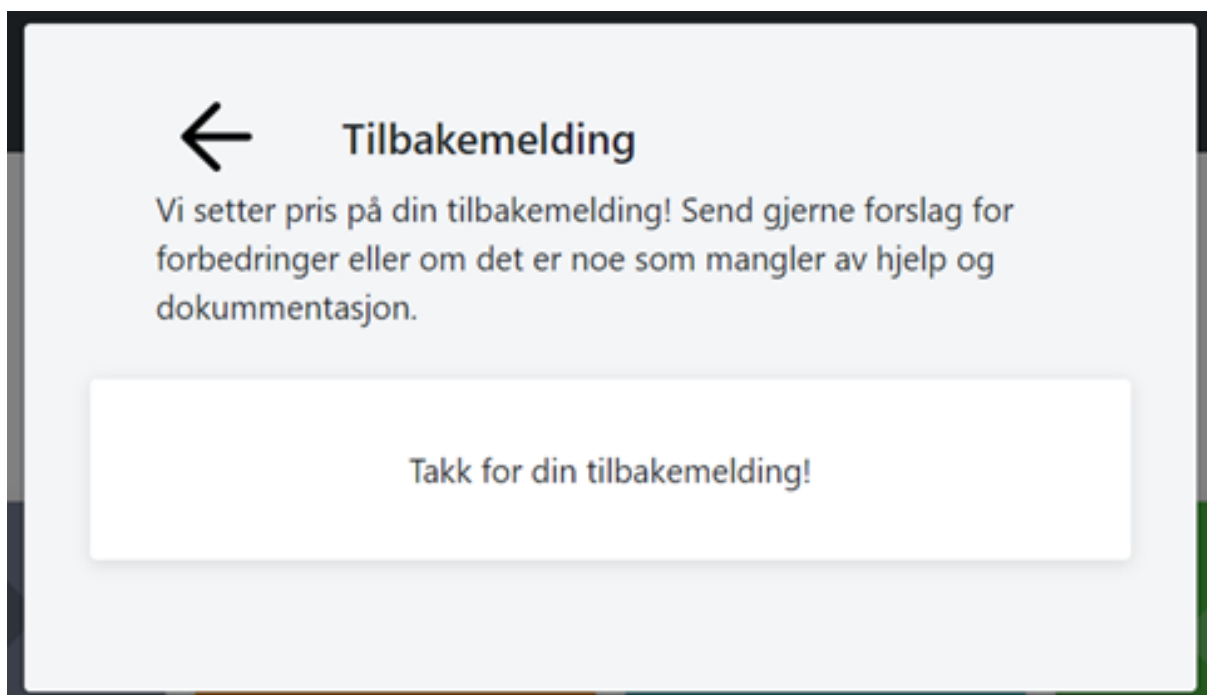 Tilbakemelding
Vi setter pris på din tilbakemelding! Send gjerne forslag for
forbedringer eller om det er noe som mangler av hjelp og
dokummentasjon.
Takk for din tilbakemelding!